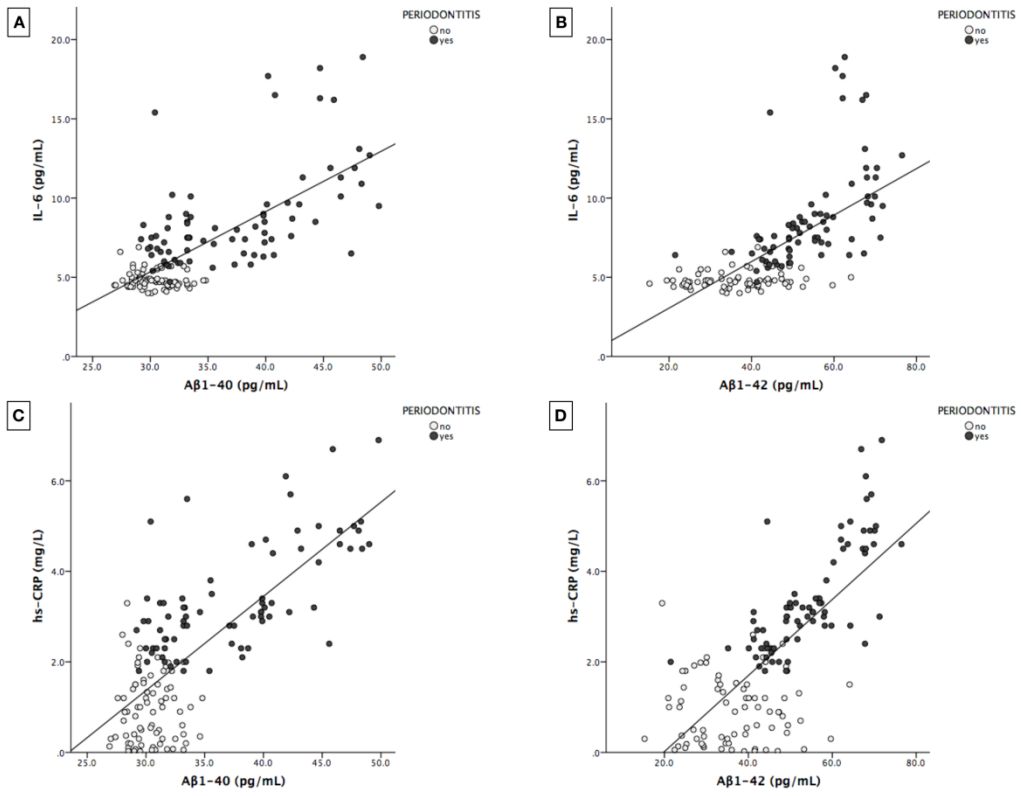 A
PERIODONTITIS
no
yes
20.0
15.0
10.0
5.0
.0
IL-6 (pg/mL)
25.0 30.0 35.0 40.0 45.0 50.0
Aβ1-40 (pg/mL)
B
PERIODONTITIS
no
yes
20.0
15.0
10.0
5.0
.0
IL-6 (pg/mL)
20.0 40.0 60.0 80.0
Aβ1-42 (pg/mL)
C
PERIODONTITIS
no
yes
6.0
4.0
2.0
.0
hs-CRP (mg/L)
25.0 30.0 35.0 40.0 45.0 50.0
Aβ1-40 (pg/mL)
D
PERIODONTITIS
no
yes
6.0
4.0
2.0
.0
hs-CRP (mg/L)
20.0 40.0 60.0 80.0
Aβ1-42 (pg/mL)